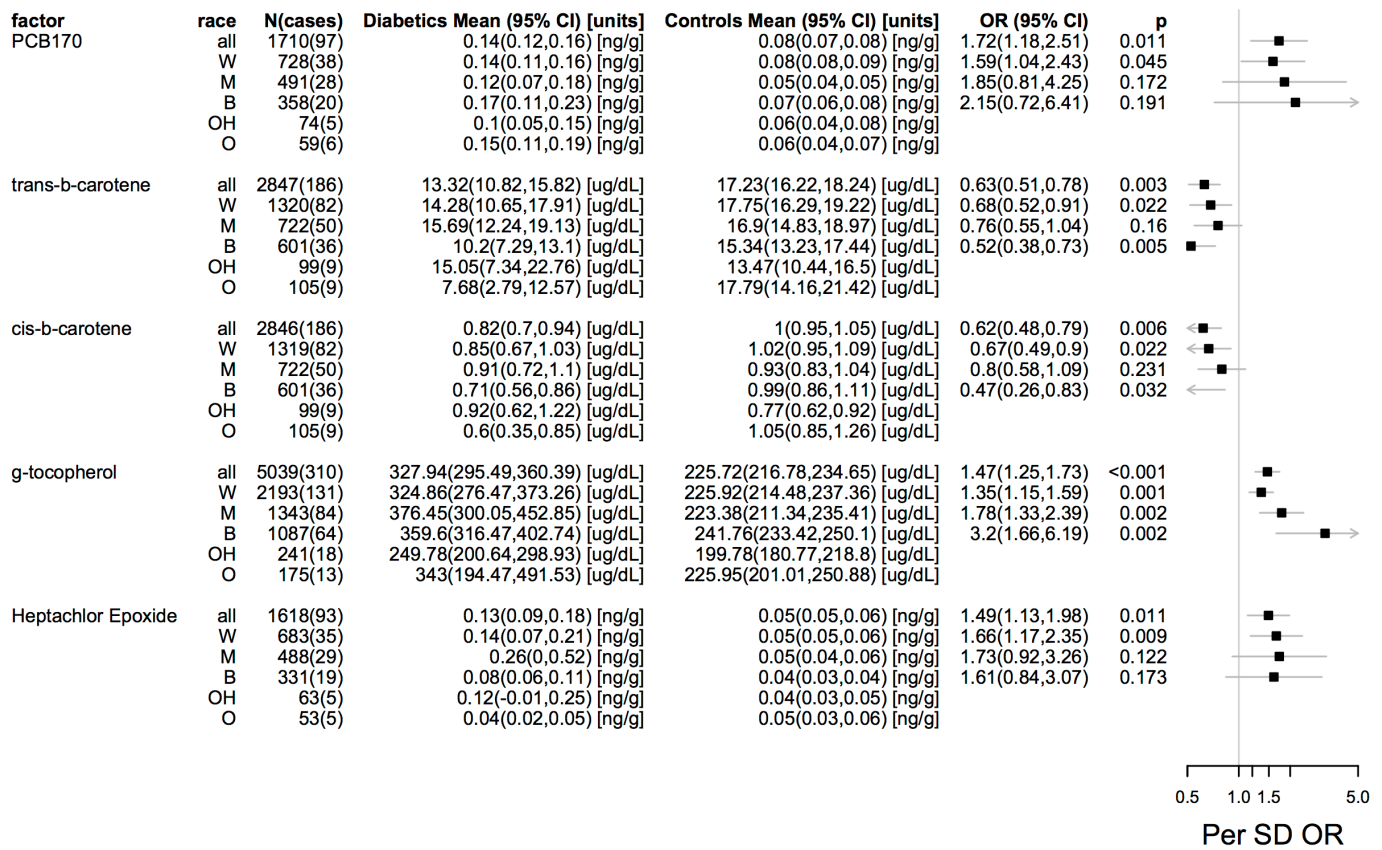 factor race N(cases) Diabetics Mean (95% CI) [units] Controls Mean (95% CI) [units] OR (95% CI) p
PCB170 all 1710(97) 0.14(0.12,0.16) [ng/g] 0.08(0.07,0.08) [ng/g] 1.72(1.18,2.51) 0.011
W 728(38) 0.14(0.11,0.16) [ng/g] 0.08(0.08,0.09) [ng/g] 1.59(1.04,2.43) 0.045
M 491(28) 0.12(0.07,0.18) [ng/g] 0.05(0.04,0.05) [ng/g] 1.85(0.81,4.25) 0.172
B 358(20) 0.17(0.11,0.23) [ng/g] 0.07(0.06,0.08) [ng/g] 2.15(0.72,6.41) 0.191
OH 74(5) 0.1(0.05,0.15) [ng/g] 0.06(0.04,0.08) [ng/g]
O 59(6) 0.15(0.11,0.19) [ng/g] 0.06(0.04,0.07) [ng/g]
trans-b-carotene all 2847(186) 13.32(10.82,15.82) [ug/dL] 17.23(16.22,18.24) [ug/dL] 0.63(0.51,0.78) 0.003
W 1320(82) 14.28(10.65,17.91) [ug/dL] 17.75(16.29,19.22) [ug/dL] 0.68(0.52,0.91) 0.022
M 722(50) 15.69(12.24,19.13) [ug/dL] 16.9(14.83,18.97) [ug/dL] 0.76(0.55,1.04) 0.16
B 601(36) 10.2(7.29,13.1) [ug/dL] 15.34(13.23,17.44) [ug/dL] 0.52(0.38,0.73) 0.005
OH 99(9) 15.05(7.34,22.76) [ug/dL] 13.47(10.44,16.5) [ug/dL]
O 105(9) 7.68(2.79,12.57) [ug/dL] 17.79(14.16,21.42) [ug/dL]
cis-b-carotene all 2846(186) 0.82(0.7,0.94) [ug/dL] 1(0.95,1.05) [ug/dL] 0.62(0.48,0.79) 0.006
W 1319(82) 0.85(0.67,1.03) [ug/dL] 1.02(0.95,1.09) [ug/dL] 0.67(0.49,0.9) 0.022
M 722(50) 0.91(0.72,1.1) [ug/dL] 0.93(0.83,1.04) [ug/dL] 0.8(0.58,1.09) 0.231
B 601(36) 0.71(0.56,0.86) [ug/dL] 0.99(0.86,1.11) [ug/dL] 0.47(0.26,0.83) 0.032
OH 99(9) 0.92(0.62,1.22) [ug/dL] 0.77(0.62,0.92) [ug/dL]
O 105(9) 0.6(0.35,0.85) [ug/dL] 1.05(0.85,1.26) [ug/dL]
g-tocopherol all 5039(310) 327.94(295.49,360.39) [ug/dL] 225.72(216.78,234.65) [ug/dL] 1.47(1.25,1.73) <0.001
W 2193(131) 324.86(276.47,373.26) [ug/dL] 225.92(214.48,237.36) [ug/dL] 1.35(1.15,1.59) 0.001
M 1343(84) 376.45(300.05,452.85) [ug/dL] 223.38(211.34,235.41) [ug/dL] 1.78(1.33,2.39) 0.002
B 1087(64) 359.6(316.47,402.74) [ug/dL] 241.76(233.42,250.1) [ug/dL] 3.2(1.66,6.19) 0.002
OH 241(18) 249.78(200.64,298.93) [ug/dL] 199.78(180.77,218.8) [ug/dL]
O 175(13) 343(194.47,491.53) [ug/dL] 225.95(201.01,250.88) [ug/dL]
Heptachlor Epoxide all 1618(93) 0.13(0.09,0.18) [ng/g] 0.05(0.05,0.06) [ng/g] 1.49(1.13,1.98) 0.011
W 683(35) 0.14(0.07,0.21) [ng/g] 0.05(0.05,0.06) [ng/g] 1.66(1.17,2.35) 0.009
M 488(29) 0.26(0,0.52) [ng/g] 0.05(0.04,0.06) [ng/g] 1.73(0.92,3.26) 0.122
B 331(19) 0.08(0.06,0.11) [ng/g] 0.04(0.03,0.04) [ng/g] 1.61(0.84,3.07) 0.173
OH 63(5) 0.12(-0.01,0.25) [ng/g] 0.04(0.03,0.05) [ng/g]
O 53(5) 0.04(0.02,0.05) [ng/g] 0.05(0.03,0.06) [ng/g]
0.5 1.0 1.5 5.0
Per SD OR